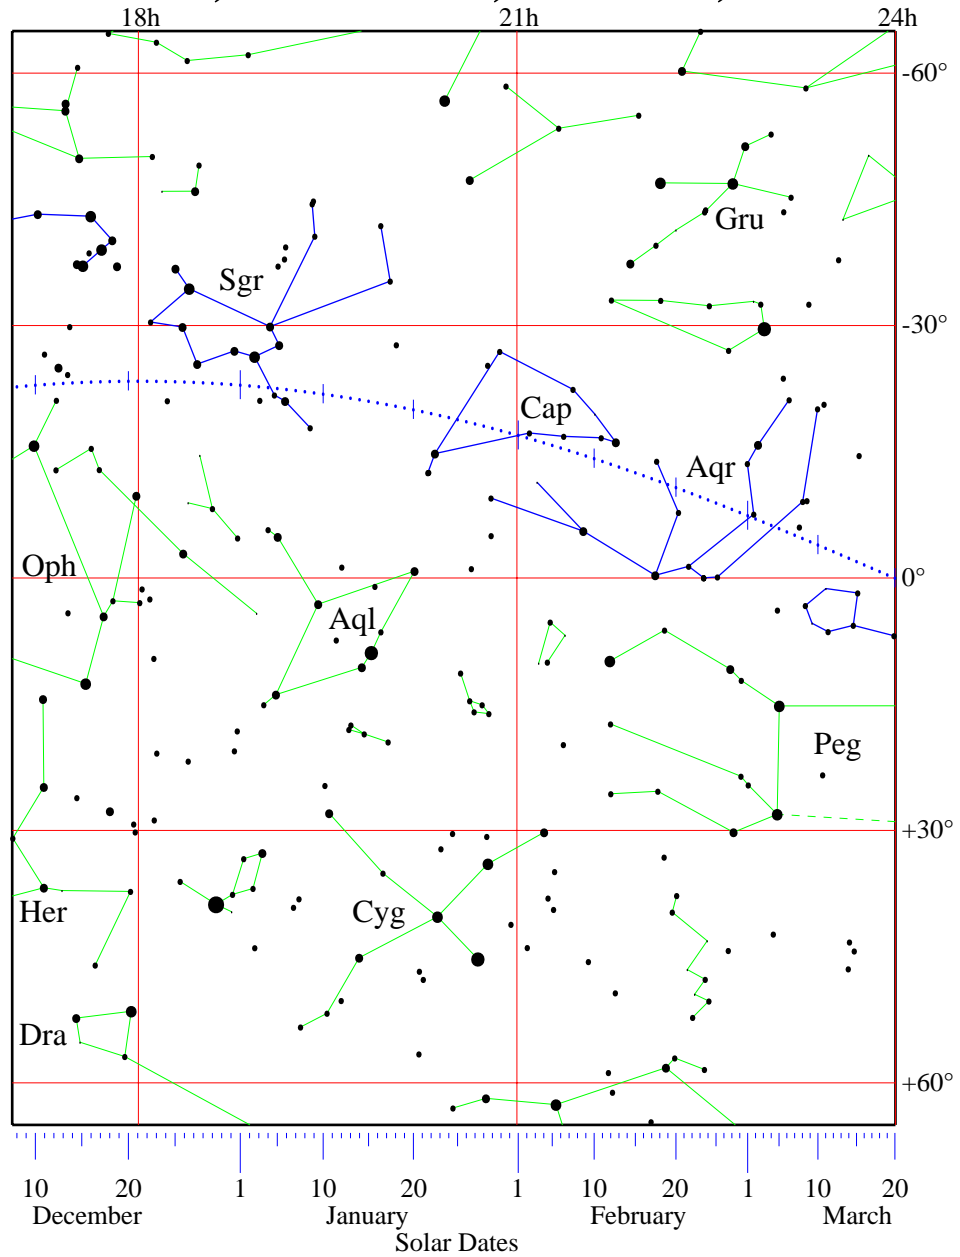 18h 21h 24h
-60°
Gru
Sgr
-30°
Cap
Aqr
Oph
0°
Aql
Peg
+30°
Her
Cyg
Dra
+60°
10 20 1 10 20 1 10 20 1 10 20
December January February March
Solar Dates